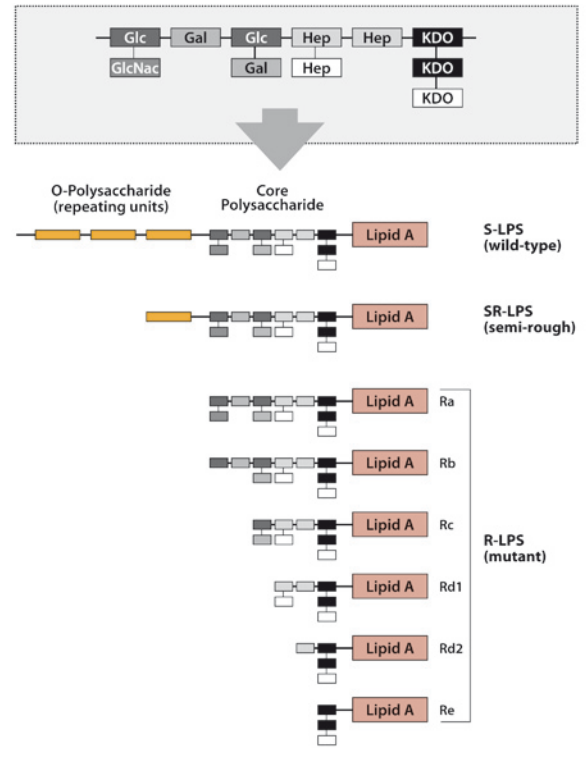 Glc Gal Glc Hep Hep KDO
GlcNac Gal Hep KDO
KDO
O-Polysaccharide
(repeating units)
Core
Polysaccharide
Lipid A
S-LPS
(wild-type)
Lipid A
SR-LPS
(semi-rough)
Lipid A Ra
Lipid A Rb
Lipid A Rc
R-LPS
(mutant)
Lipid A Rd1
Lipid A Rd2
Lipid A Re